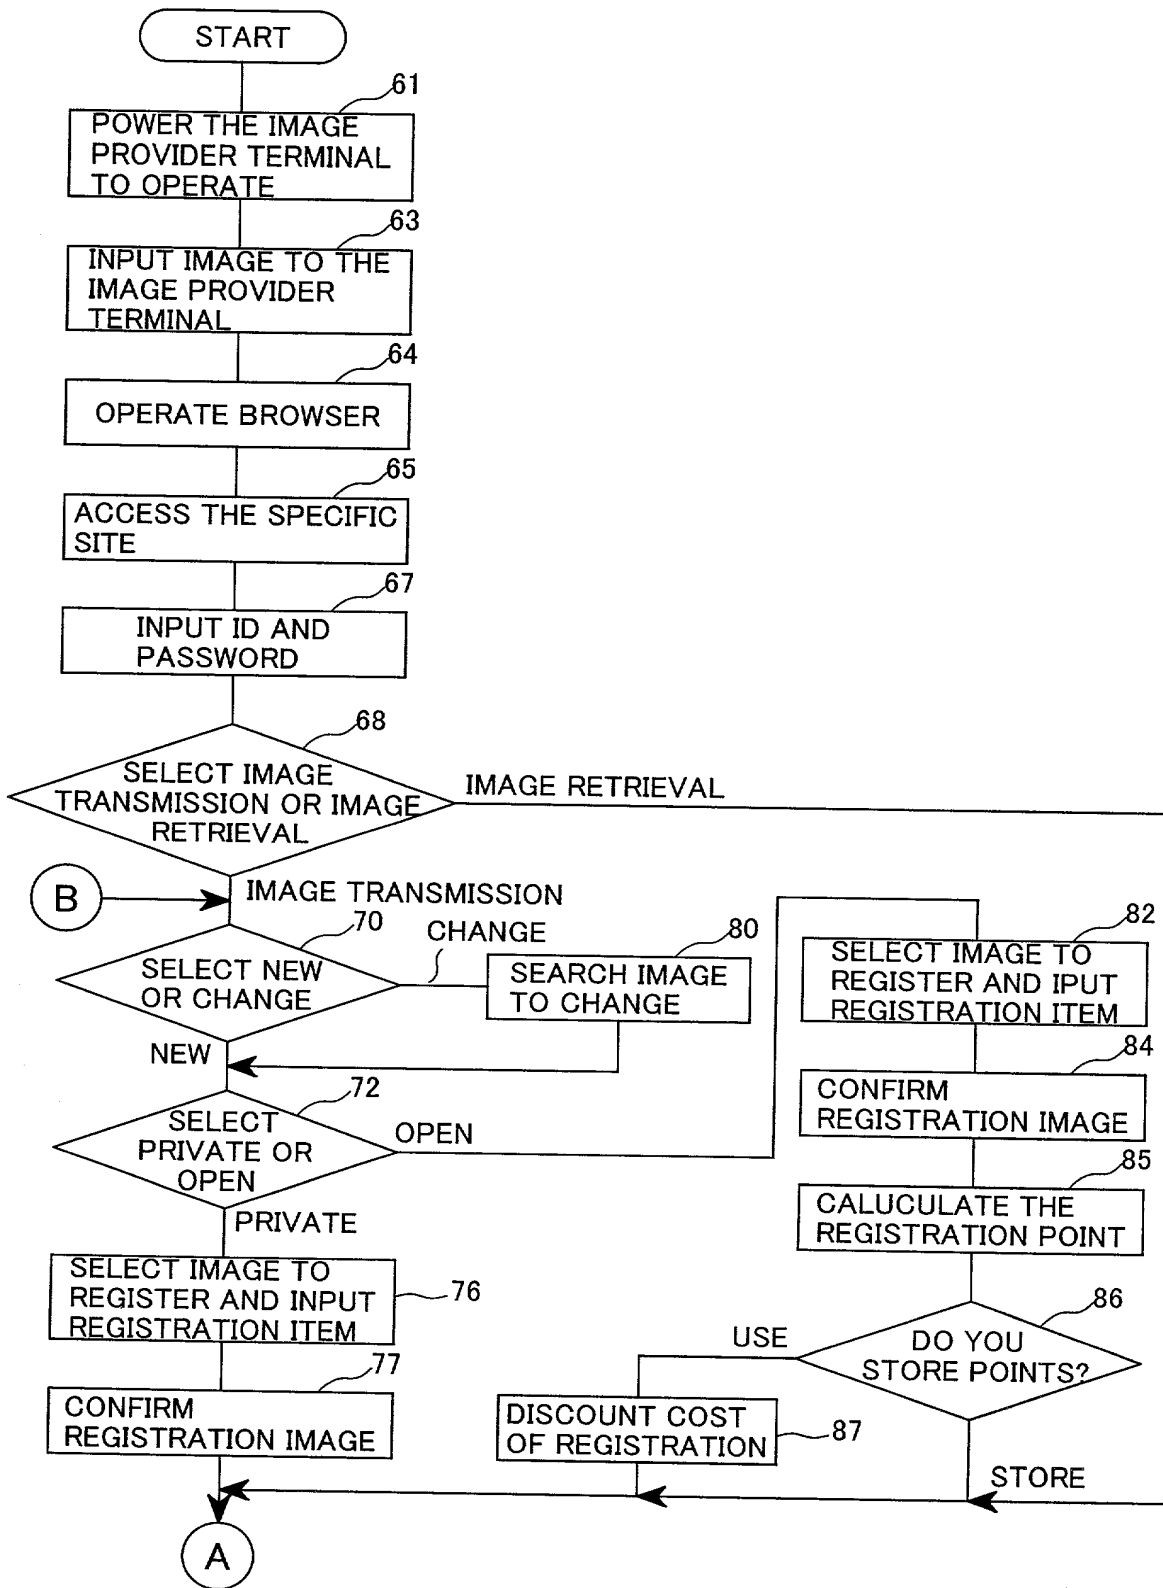 START
61
POWER THE IMAGE
PROVIDER TERMINAL
TO OPERATE
63
INPUT IMAGE TO THE
IMAGE PROVIDER
TERMINAL
64
OPERATE BROWSER
65
ACCESS THE SPECIFIC
SITE
67
INPUT ID AND
PASSWORD
68
SELECT IMAGE
TRANSMISSION OR IMAGE
RETRIEVAL
IMAGE RETRIEVAL
B
IMAGE TRANSMISSION
70
SELECT NEW
OR CHANGE
CHANGE
80
SEARCH IMAGE
TO CHANGE
NEW
72
SELECT
PRIVATE OR
OPEN
OPEN
PRIVATE
SELECT IMAGE TO
REGISTER AND INPUT
REGISTRATION ITEM
76
77
CONFIRM
REGISTRATION IMAGE
82
SELECT IMAGE TO
REGISTER AND IPUT
REGISTRATION ITEM
84
CONFIRM
REGISTRATION IMAGE
85
CALUCULATE THE
REGISTRATION POINT
86
DO YOU
STORE POINTS?
USE
DISCOUNT COST
OF REGISTRATION
87
STORE
A